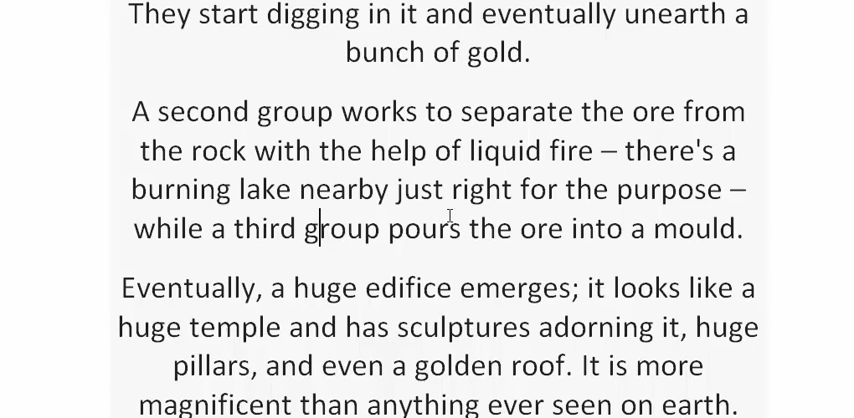 They start digging in it and eventually unearth a
bunch of gold.
A second group works to separate the ore from
the rock with the help of liquid fire – there's a
burning lake nearby just right for the purpose –
while a third group pours the ore into a mould.
Eventually, a huge edifice emerges; it looks like a
huge temple and has sculptures adorning it, huge
pillars, and even a golden roof. It is more
magnificent than anything ever seen on earth.